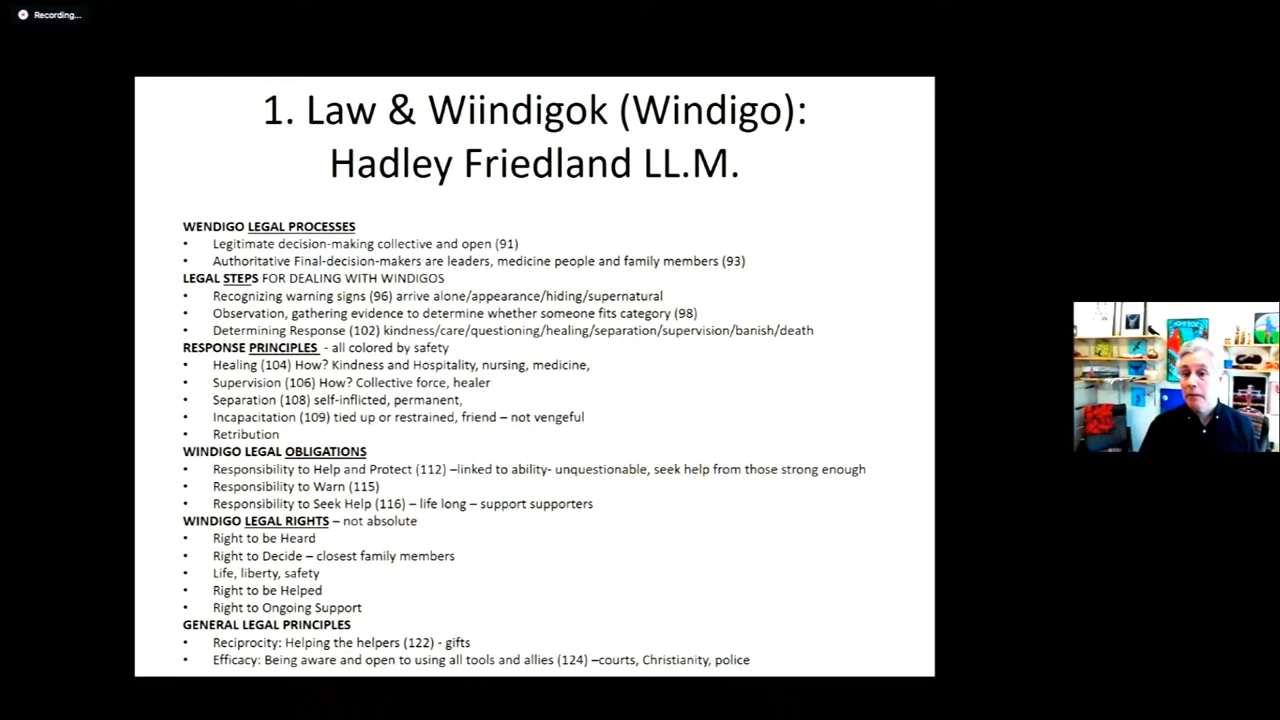 Recording...
1. Law & Wiindigok (Windigo):
Hadley Friedland LL.M.
WENDIGO LEGAL PROCESSES
• Legitimate decision-making collective and open (91)
• Authoritative Final-decision-makers are leaders, medicine people and family members (93)
LEGAL STEPS FOR DEALING WITH WINDIGOS
• Recognizing warning signs (96) arrive alone/appearance/hiding/supernatural
• Observation, gathering evidence to determine whether someone fits category (98)
• Determining Response (102) kindness/care/questioning/healing/separation/supervision/banish/death
RESPONSE PRINCIPLES - all colored by safety
• Healing (104) How? Kindness and Hospitality, nursing, medicine,
• Supervision (106) How? Collective force, healer
• Separation (108) self-inflicted, permanent,
• Incapacitation (109) tied up or restrained, friend – not vengeful
• Retribution
WINDIGO LEGAL OBLIGATIONS
• Responsibility to Help and Protect (112) –linked to ability- unquestionable, seek help from those strong enough
• Responsibility to Warn (115)
• Responsibility to Seek Help (116) – life long – support supporters
WINDIGO LEGAL RIGHTS – not absolute
• Right to be Heard
• Right to Decide – closest family members
• Life, liberty, safety
• Right to be Helped
• Right to Ongoing Support
GENERAL LEGAL PRINCIPLES
• Reciprocity: Helping the helpers (122) - gifts
• Efficacy: Being aware and open to using all tools and allies (124) –courts, Christianity, police